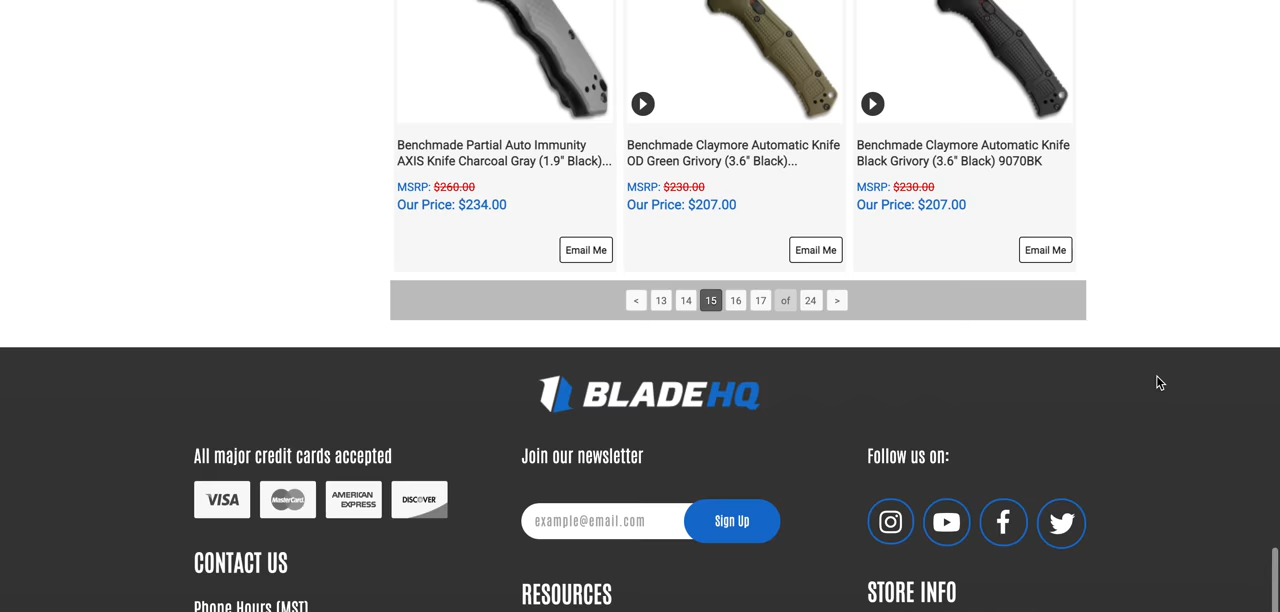 Benchmade Partial Auto Immunity
AXIS Knife Charcoal Gray (1.9" Black)...
MSRP: $260.00
Our Price: $234.00
Email Me
Benchmade Claymore Automatic Knife
OD Green Grivory (3.6" Black)...
MSRP: $230.00
Our Price: $207.00
Email Me
Benchmade Claymore Automatic Knife
Black Grivory (3.6" Black) 9070BK
MSRP: $230.00
Our Price: $207.00
Email Me
< 13 14 15 16 17 of 24 >
BLADEHQ
All major credit cards accepted
VISA MasterCard AMERICAN EXPRESS DISCOVER
CONTACT US
Phone Hours (MST)
Join our newsletter
example@email.com
Sign Up
RESOURCES
Follow us on:
STORE INFO